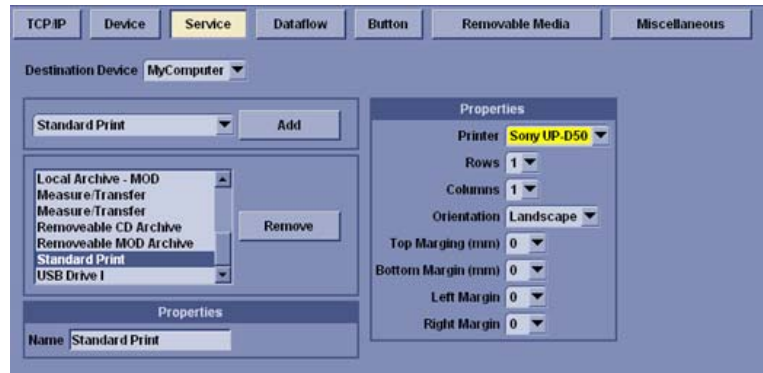 TCP/IP Device Service Dataflow Button Removable Media Miscellaneous
Destination Device MyComputer
Standard Print Add
Local Archive - MOD
Measure/Transfer
Measure/Transfer
Removeable CD Archive
Removeable MOD Archive
Standard Print
USB Drive I
Remove
Properties
Name Standard Print
Properties
Printer Sony UP-D50
Rows 1
Columns 1
Orientation Landscape
Top Marging (mm) 0
Bottom Margin (mm) 0
Left Margin 0
Right Margin 0